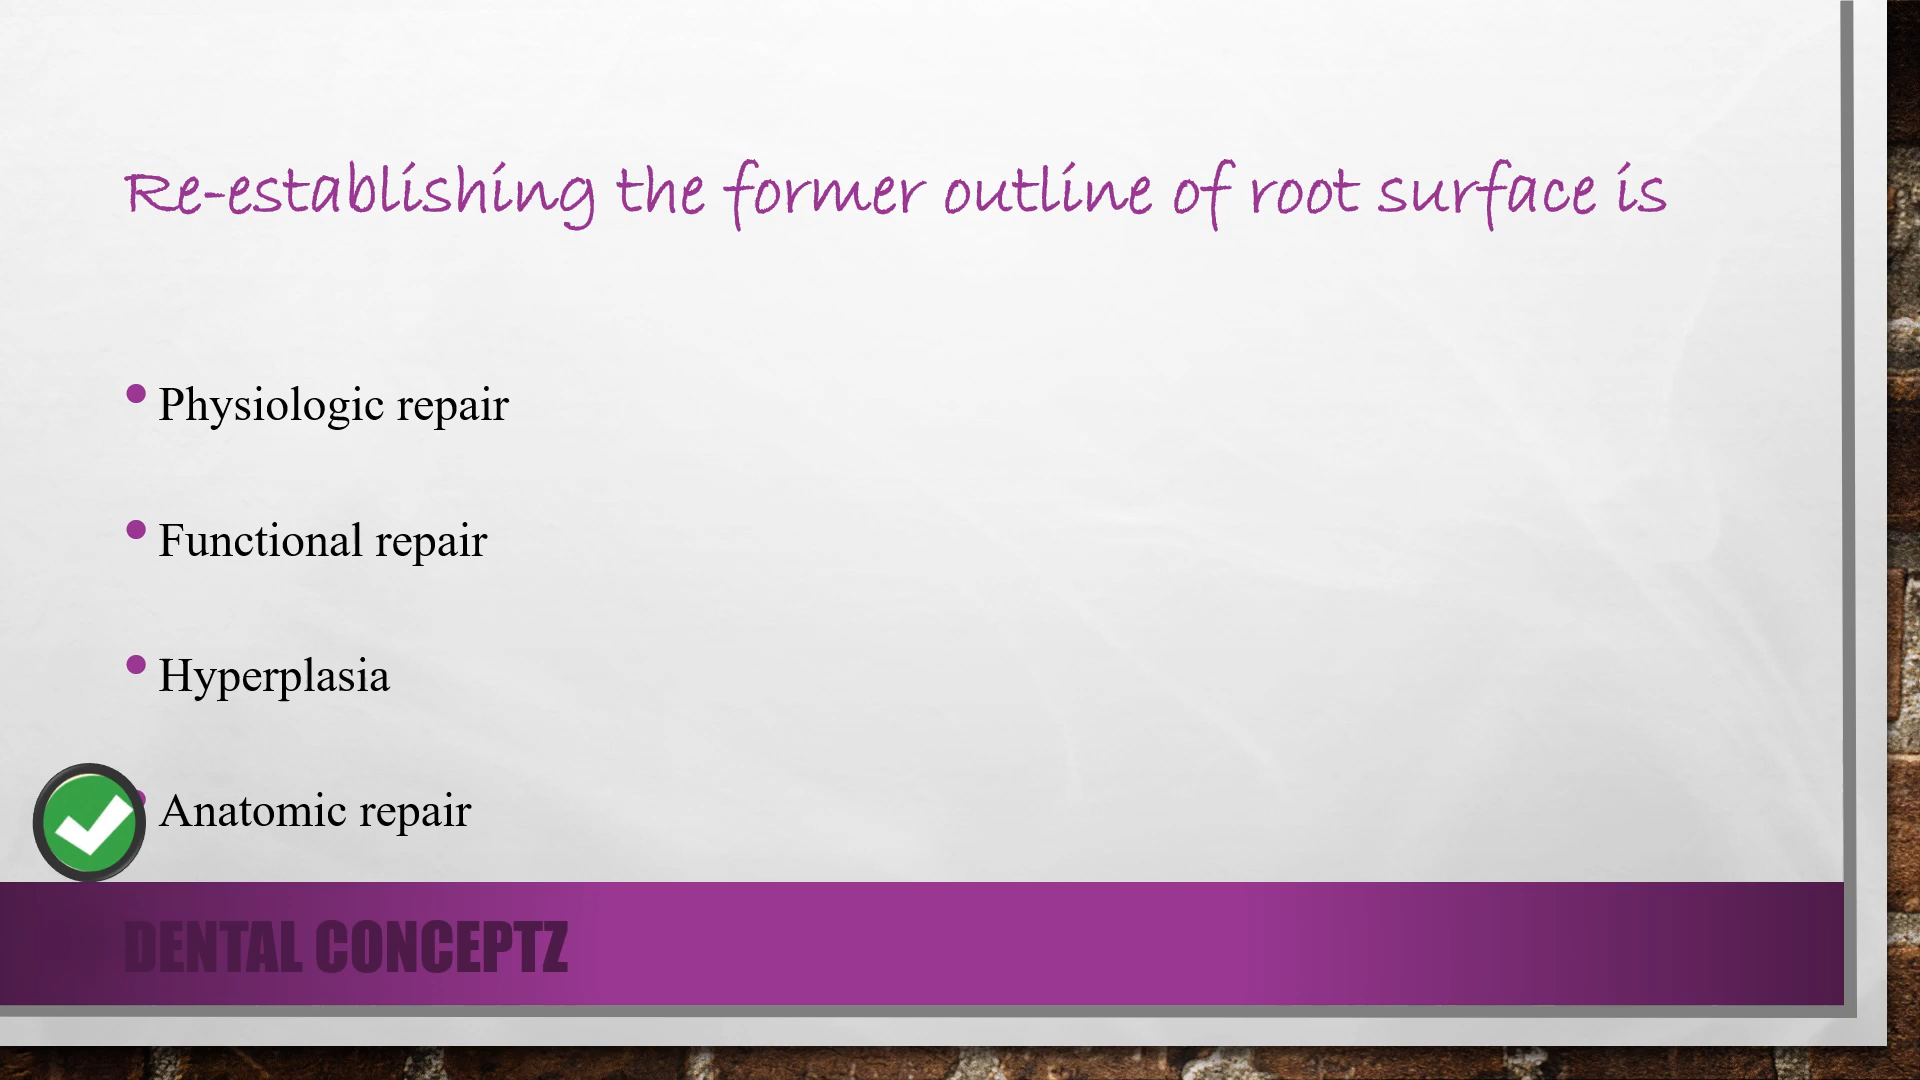 Re-establishing the former outline of root surface is
• Physiologic repair
• Functional repair
• Hyperplasia
• Anatomic repair
DENTAL CONCEPTZ